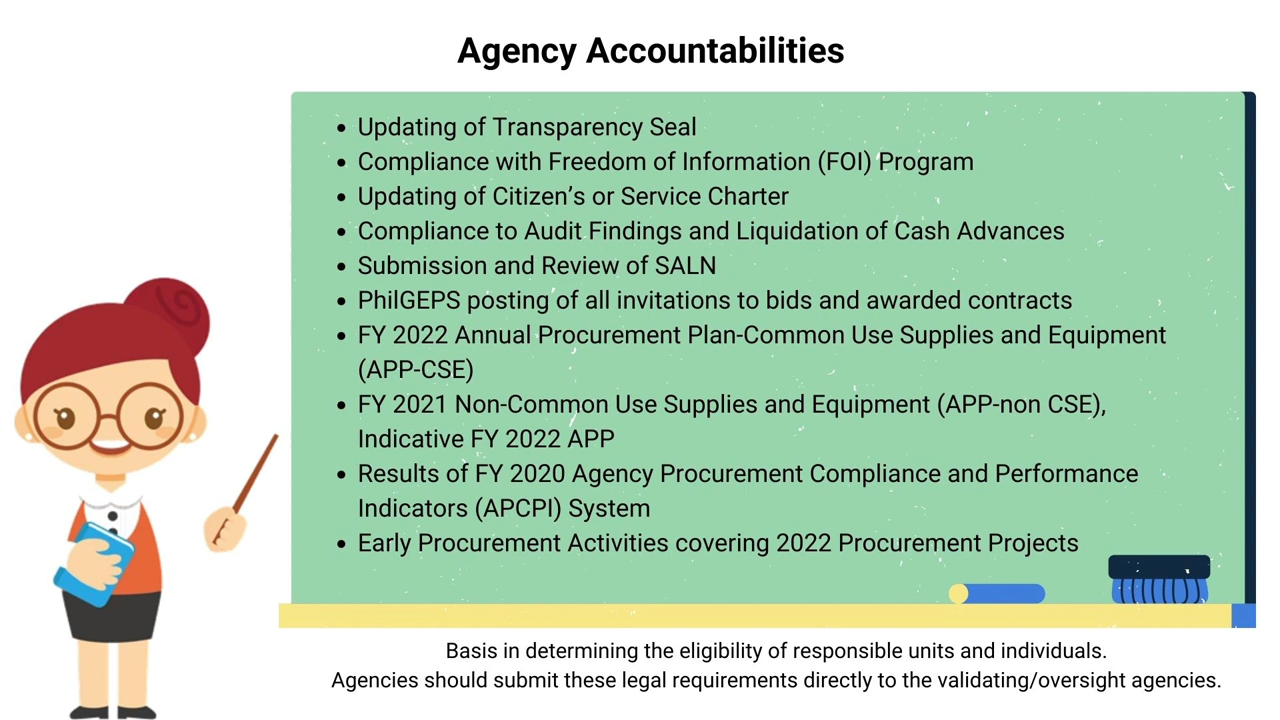 Agency Accountabilities
• Updating of Transparency Seal
• Compliance with Freedom of Information (FOI) Program
• Updating of Citizen’s or Service Charter
• Compliance to Audit Findings and Liquidation of Cash Advances
• Submission and Review of SALN
• PhilGEPS posting of all invitations to bids and awarded contracts
• FY 2022 Annual Procurement Plan-Common Use Supplies and Equipment
(APP-CSE)
• FY 2021 Non-Common Use Supplies and Equipment (APP-non CSE),
Indicative FY 2022 APP
• Results of FY 2020 Agency Procurement Compliance and Performance
Indicators (APCPI) System
• Early Procurement Activities covering 2022 Procurement Projects
Basis in determining the eligibility of responsible units and individuals.
Agencies should submit these legal requirements directly to the validating/oversight agencies.